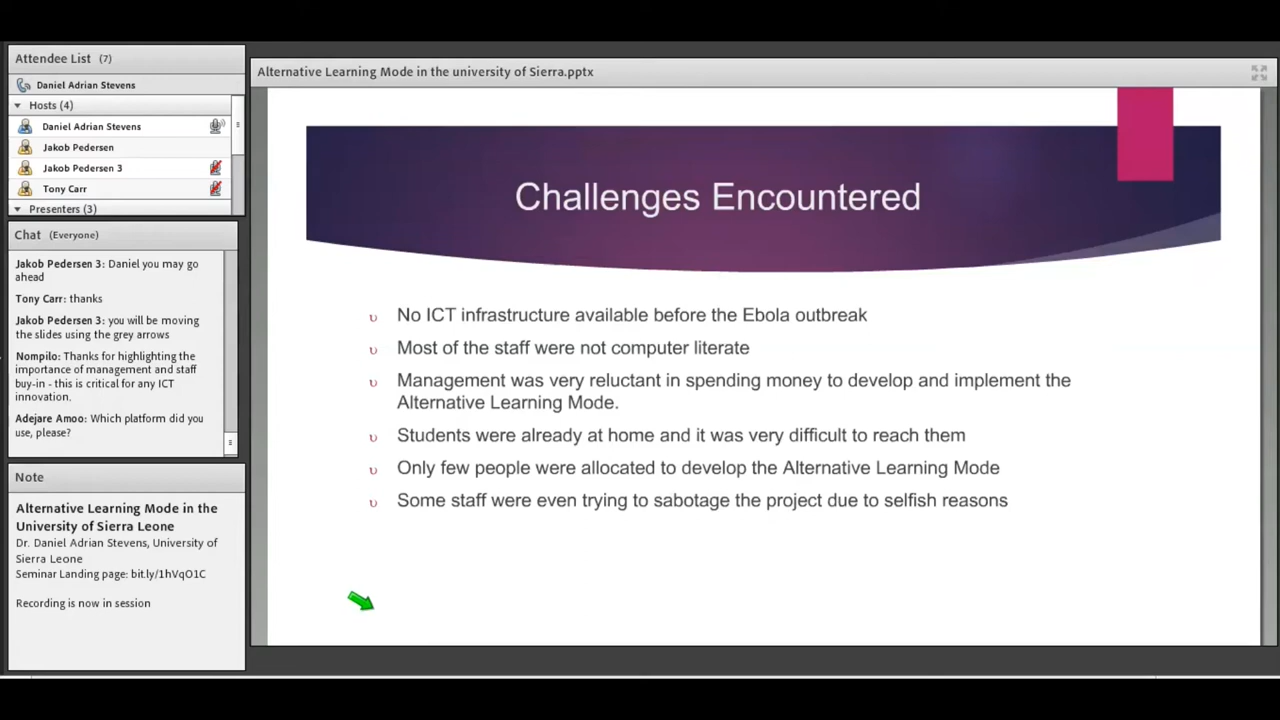 Attendee List (7)
Daniel Adrian Stevens
Hosts (4)
Daniel Adrian Stevens
Jakob Pedersen
Jakob Pedersen 3
Tony Carr
Presenters (3)
Chat (Everyone)
Jakob Pedersen 3: Daniel you may go
ahead
Tony Carr: thanks
Jakob Pedersen 3: you will be moving
the slides using the grey arrows
Nompilo: Thanks for highlighting the
importance of management and staff
buy-in - this is critical for any ICT
innovation.
Adejare Amoo: Which platform did you
use, please?
Note
Alternative Learning Mode in the
University of Sierra Leone
Dr. Daniel Adrian Stevens, University of
Sierra Leone
Seminar Landing page: bit.ly/1hVqO1C
Recording is now in session
Alternative Learning Mode in the university of Sierra.pptx
Challenges Encountered
υ No ICT infrastructure available before the Ebola outbreak
υ Most of the staff were not computer literate
υ Management was very reluctant in spending money to develop and implement the
Alternative Learning Mode.
υ Students were already at home and it was very difficult to reach them
υ Only few people were allocated to develop the Alternative Learning Mode
υ Some staff were even trying to sabotage the project due to selfish reasons